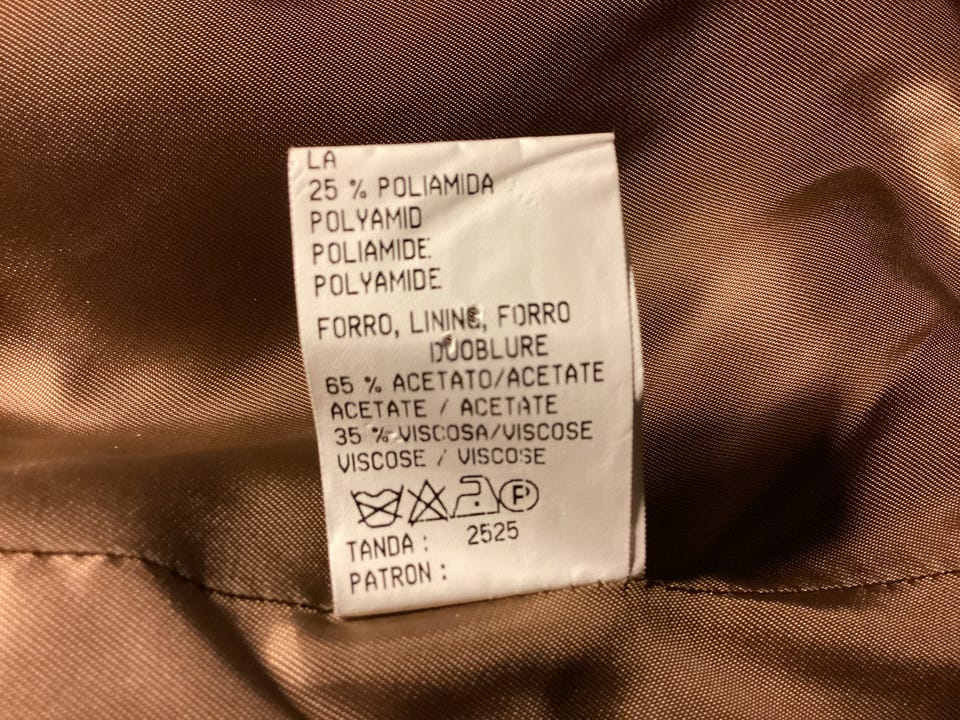 LA
25 % POLIAMIDA
POLYAMID
POLIAMIDE
POLYAMIDE
FORRO, LINING, FORRO
DUOBLURE
65 % ACETATO/ACETATE
ACETATE / ACETATE
35 % VISCOSA/VISCOSE
VISCOSE / VISCOSE
P
TANDA : 2525
PATRON :